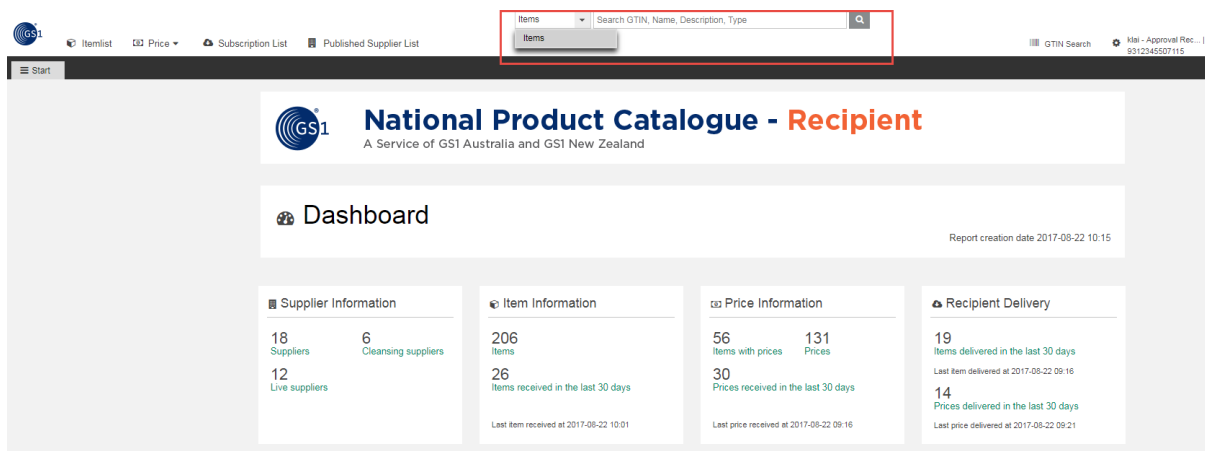 Items
Search GTIN, Name, Description, Type
Items
GS1
Itemlist
Price
Subscription List
Published Supplier List
GTIN Search
klai - Approval Rec... |
9312345507115
Start
GS1
National Product Catalogue - Recipient
A Service of GS1 Australia and GS1 New Zealand
Dashboard
Report creation date 2017-08-22 10:15
Supplier Information
18
Suppliers
6
Cleansing suppliers
12
Live suppliers
Item Information
206
Items
26
Items received in the last 30 days
Last item received at 2017-08-22 10:01
Price Information
56
Items with prices
131
Prices
30
Prices received in the last 30 days
Last price received at 2017-08-22 09:16
Recipient Delivery
19
Items delivered in the last 30 days
Last item delivered at 2017-08-22 09:16
14
Prices delivered in the last 30 days
Last price delivered at 2017-08-22 09:21